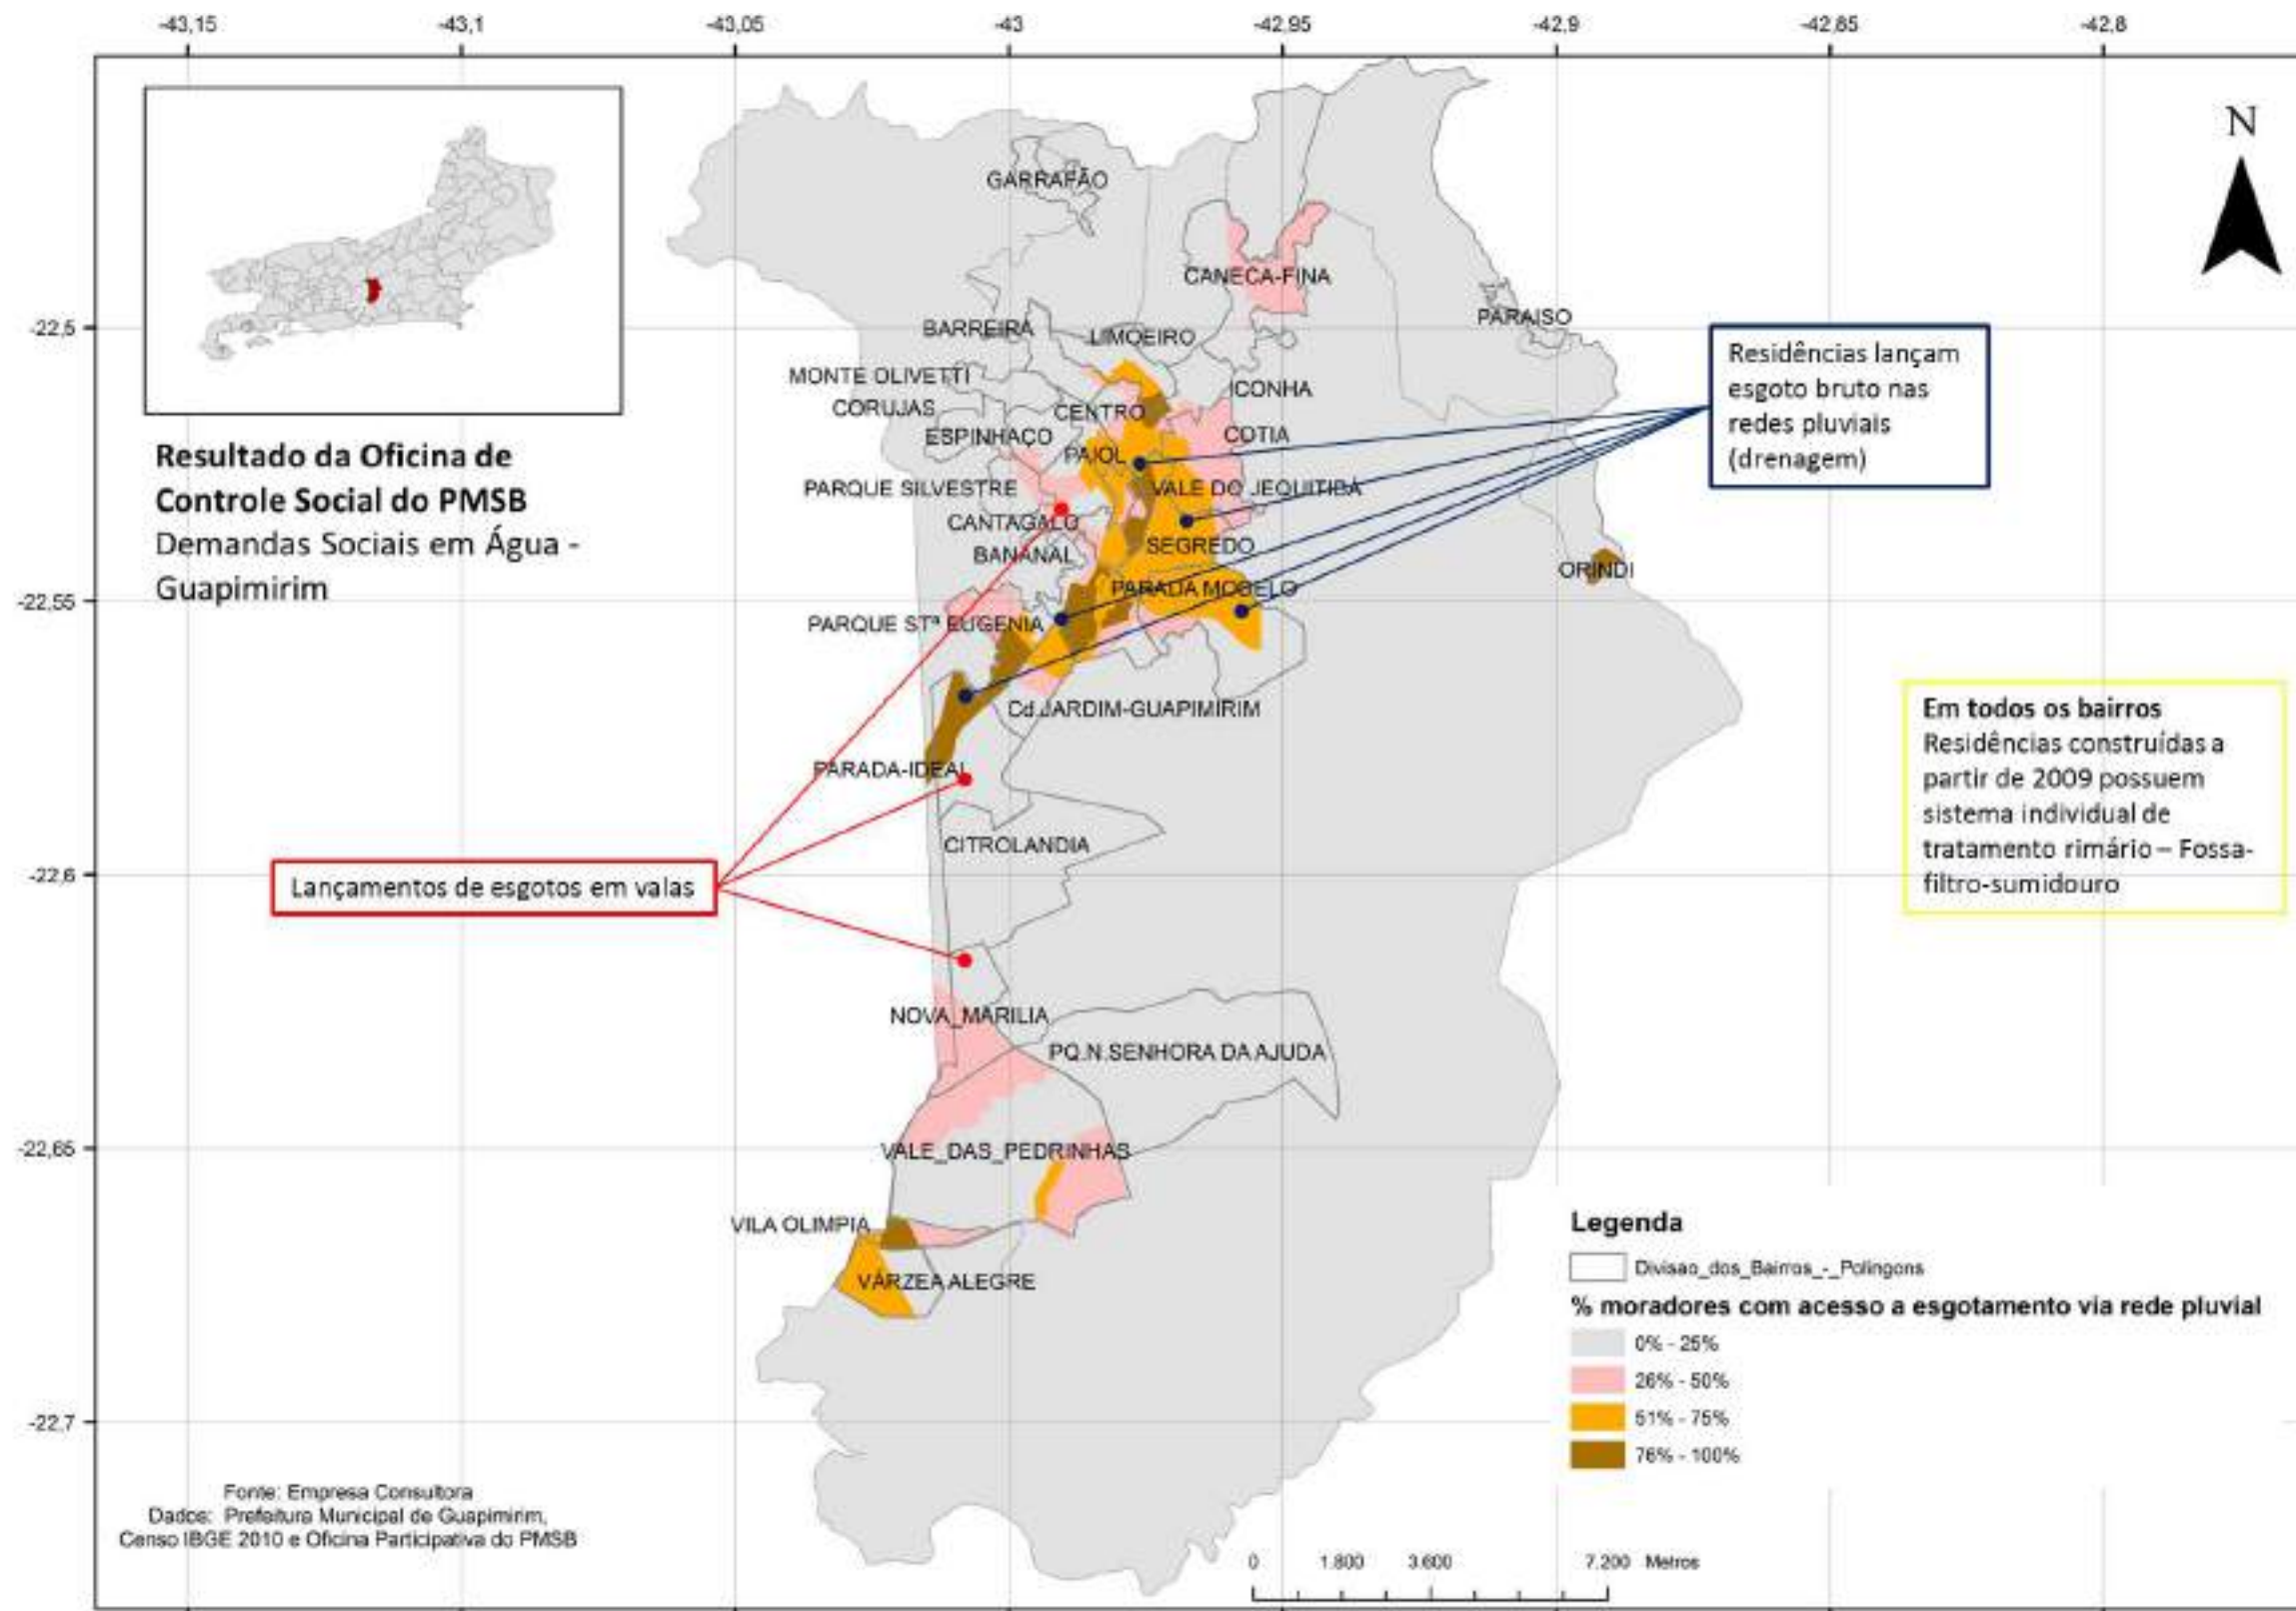 -43,15
-43,1
-43,05
-43
-42,95
-42,9
-42,85
-42,8
N
GARRAFÃO
CANECA-FINA
PARAISO
-22,5
BARREIRA
LIMOEIRO
Residências lançam
esgoto bruto nas
redes pluviais
(drenagem)
MONTE OLIVETTI
ICONHA
CORUJAS
CENTRO
ESPINHAÇO
COTIA
Resultado da Oficina de
Controle Social do PMSB
Demandas Sociais em Água -
Guapimirim
PAIOL
PARQUE SILVESTRE
VALE DO JEQUITIBÁ
CANTAGALO
BANANAL
SEGREDO
ORINDI
PARADA MODELO
-22,55
PARQUE STª EUGENIA
Cd.JARDIM-GUAPIMIRIM
Em todos os bairros
Residências construídas a
partir de 2009 possuem
sistema individual de
tratamento rimário – Fossa-
filtro-sumidouro
PARADA-IDEAL
CITROLANDIA
-22,6
Lançamentos de esgotos em valas
NOVA_MARILIA
PQ.N.SENHORA DA AJUDA
-22,65
VALE_DAS_PEDRINHAS
VILA OLIMPIA
VÁRZEA ALEGRE
Legenda
Divisao_dos_Bairros_-_Polingons
% moradores com acesso a esgotamento via rede pluvial
0% - 25%
26% - 50%
51% - 75%
76% - 100%
-22,7
Fonte: Empresa Consultora
Dados: Prefeitura Municipal de Guapimirim,
Censo IBGE 2010 e Oficina Participativa do PMSB
0 1.800 3.600 7.200 Metros